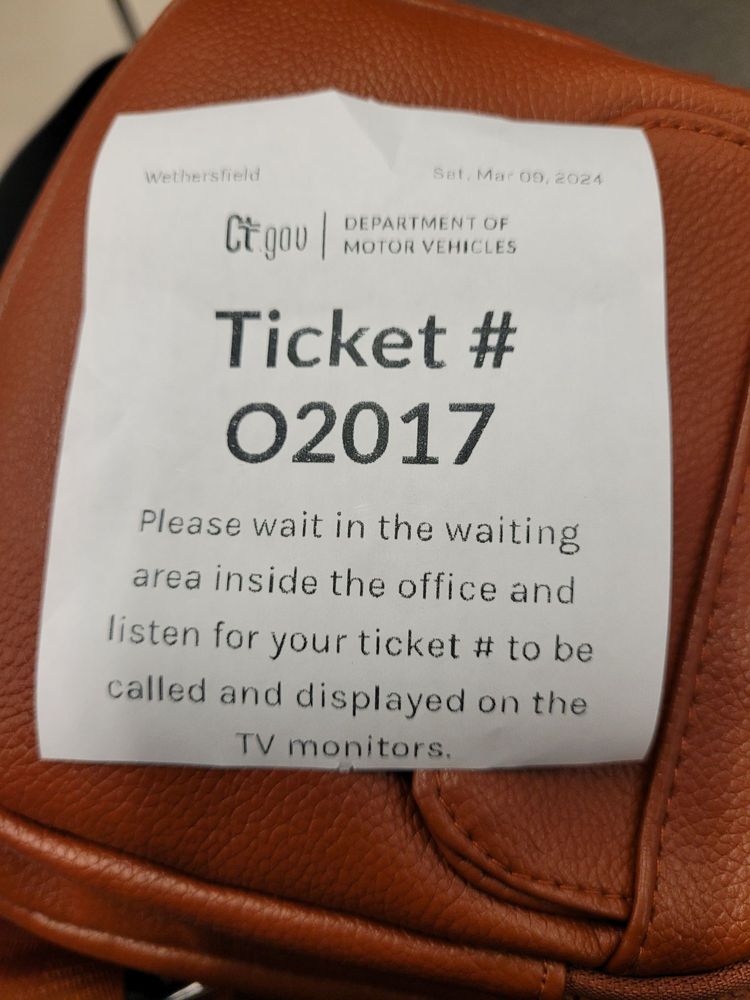 Wethersfield Sat, Mar 09, 2024
Ct.gov | DEPARTMENT OF
MOTOR VEHICLES
Ticket #
O2017
Please wait in the waiting
area inside the office and
listen for your ticket # to be
called and displayed on the
TV monitors.